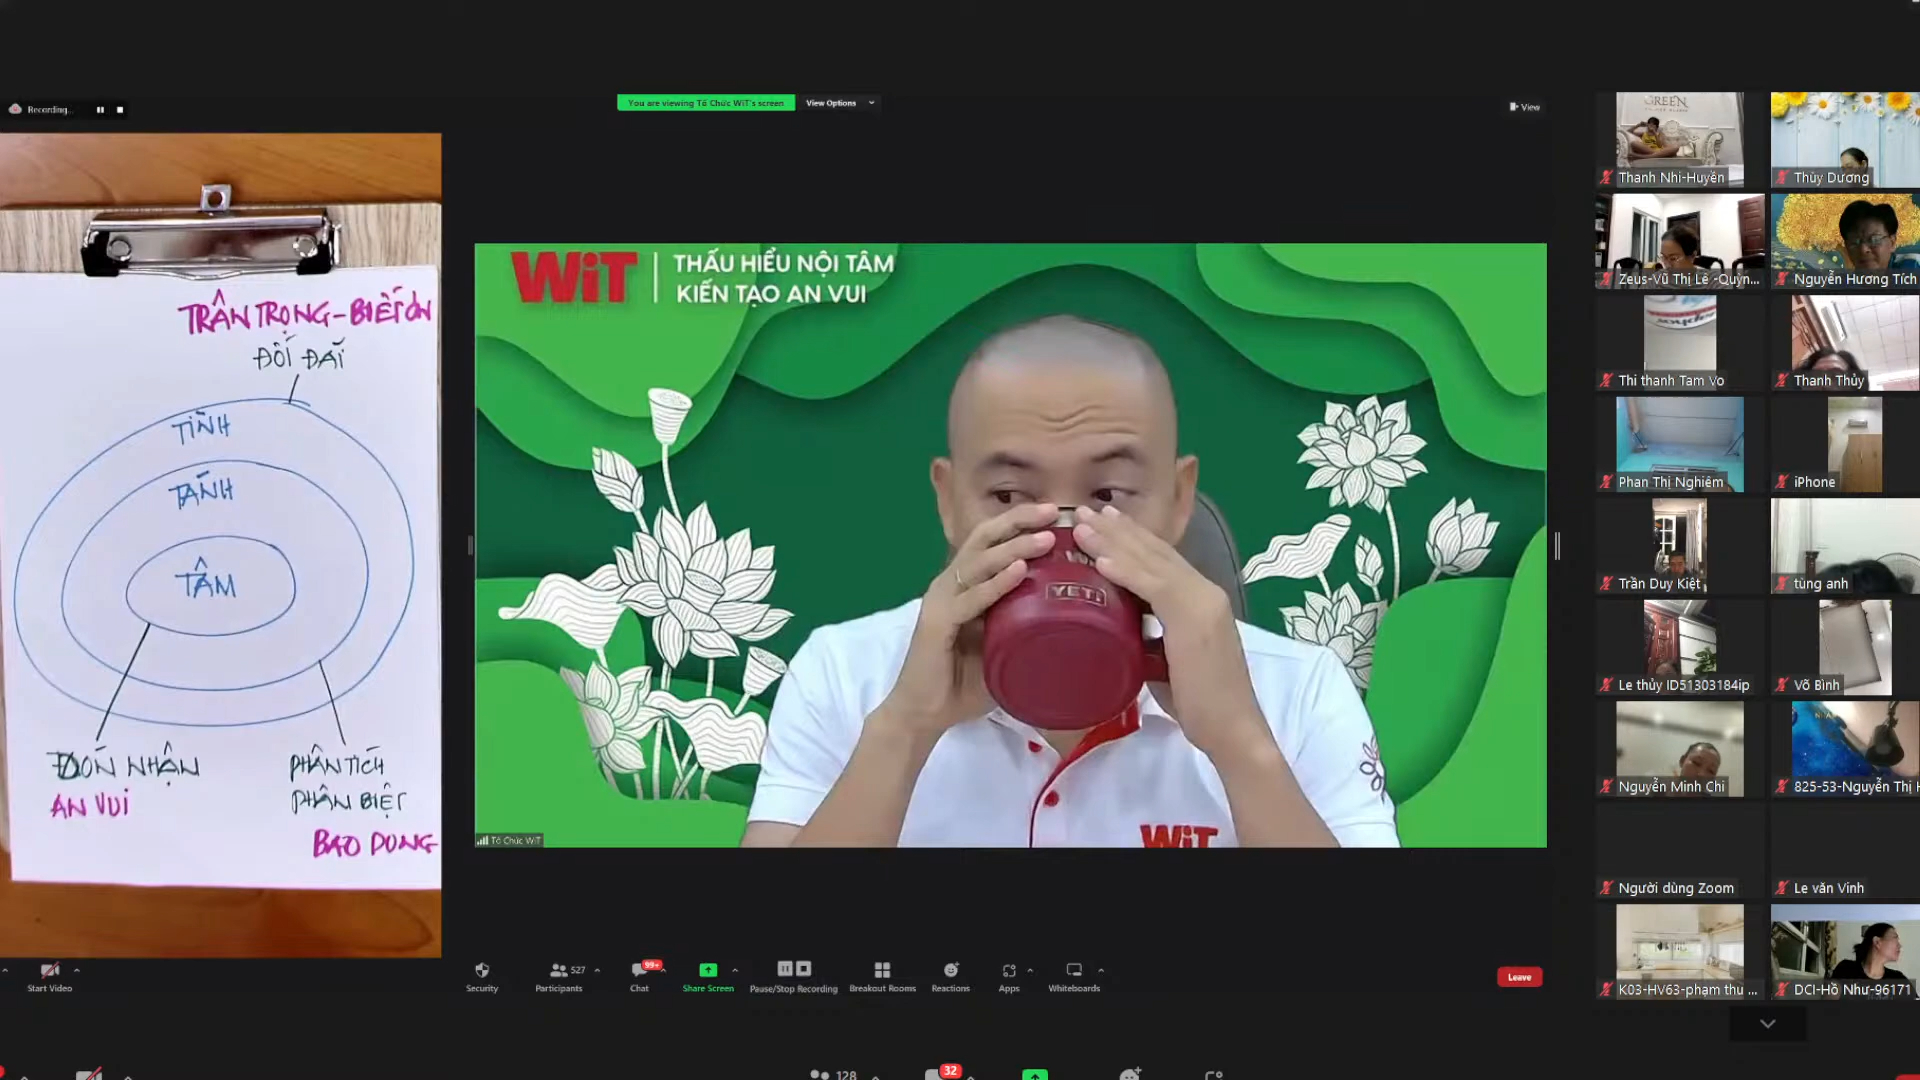 Recording...
You are viewing Tổ Chức WiT's screen
View Options
View
TRÂN TRỌNG - BIẾT ƠN
ĐỐI ĐÃI
TÌNH
TÁNH
TÂM
ĐÓN NHẬN
AN VUI
PHÂN TÍCH
PHÂN BIỆT
BAO DUNG
WiT
THẤU HIỂU NỘI TÂM
KIẾN TẠO AN VUI
YETI
WiT
Tổ Chức WiT
GREEN
Thanh Nhi-Huyền
Thủy Dương
Zeus-Vũ Thị Lê -Quỳn...
Nguyễn Hương Tích
Thi thanh Tam Vo
Thanh Thủy
Phan Thị Nghiêm
iPhone
Trần Duy Kiệt
tùng anh
Le thủy ID51303184ip
Võ Bình
Nguyễn Minh Chi
825-53-Nguyễn Thị H
Người dùng Zoom
Le văn Vinh
K03-HV63-phạm thu ...
DCI-Hồ Như-96171
Start Video
Security
527
Participants
99+
Chat
Share Screen
Pause/Stop Recording
Breakout Rooms
Reactions
Apps
Whiteboards
Leave
128
32